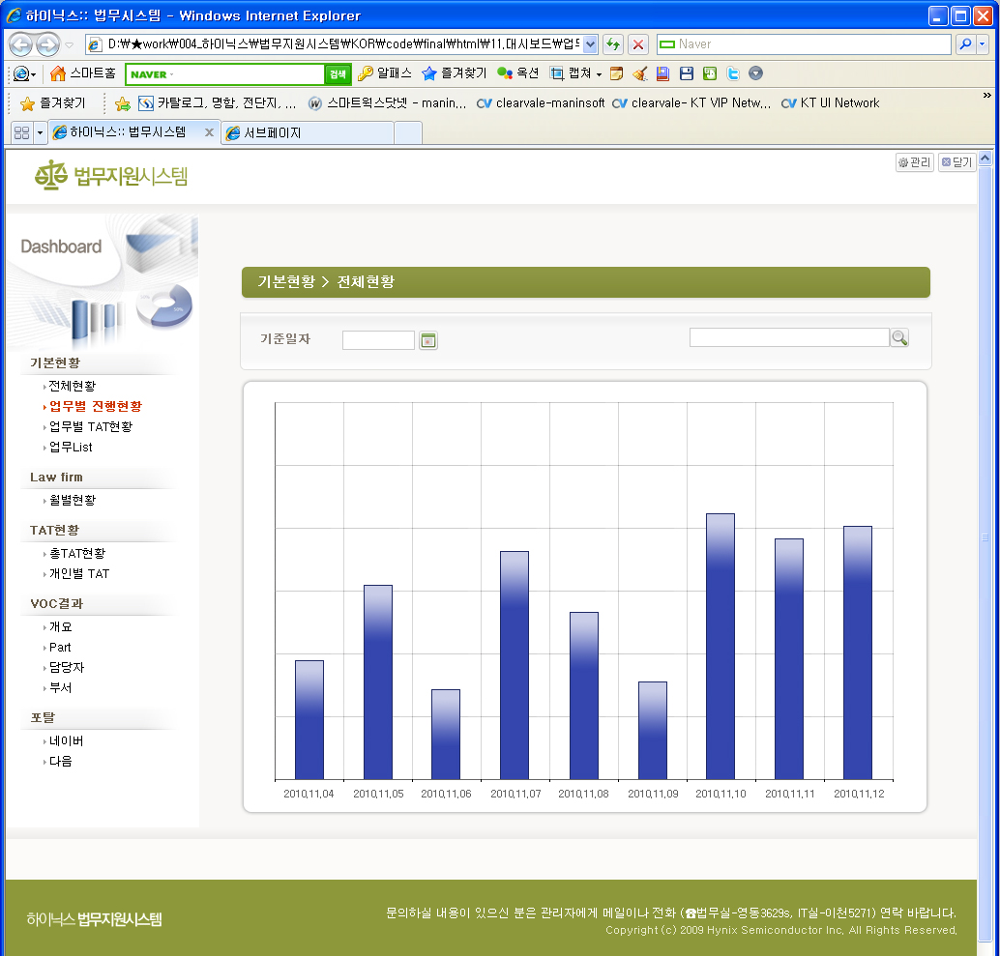 하이닉스:: 법무시스템 - Windows Internet Explorer
D:₩★work₩004_하이닉스₩법무지원시스템₩KOR₩code₩final₩html₩11.대시보드₩업무
Naver
스마트홈
NAVER
검색
알패스
즐겨찾기
옥션
캡쳐
즐겨찾기
카탈로그, 명함, 전단지, ...
스마트웍스닷넷 - manin...
clearvale-maninsoft
clearvale- KT VIP Netw...
KT UI Network
하이닉스:: 법무시스템
서브페이지
법무지원시스템
관리
닫기
Dashboard
기본현황
전체현황
업무별 진행현황
업무별 TAT현황
업무List
Law firm
월별현황
TAT현황
총TAT현황
개인별 TAT
VOC결과
개요
Part
담당자
부서
포탈
네이버
다음
기본현황 > 전체현황
기준일자
2010.11.04 2010.11.05 2010.11.06 2010.11.07 2010.11.08 2010.11.09 2010.11.10 2010.11.11 2010.11.12
하이닉스 법무지원시스템
문의하실 내용이 있으신 분은 관리자에게 메일이나 전화 (☎법무실-영동3629s, IT실-이천5271) 연락 바랍니다.
Copyright (c) 2009 Hynix Semiconductor Inc. All Rights Reserved.